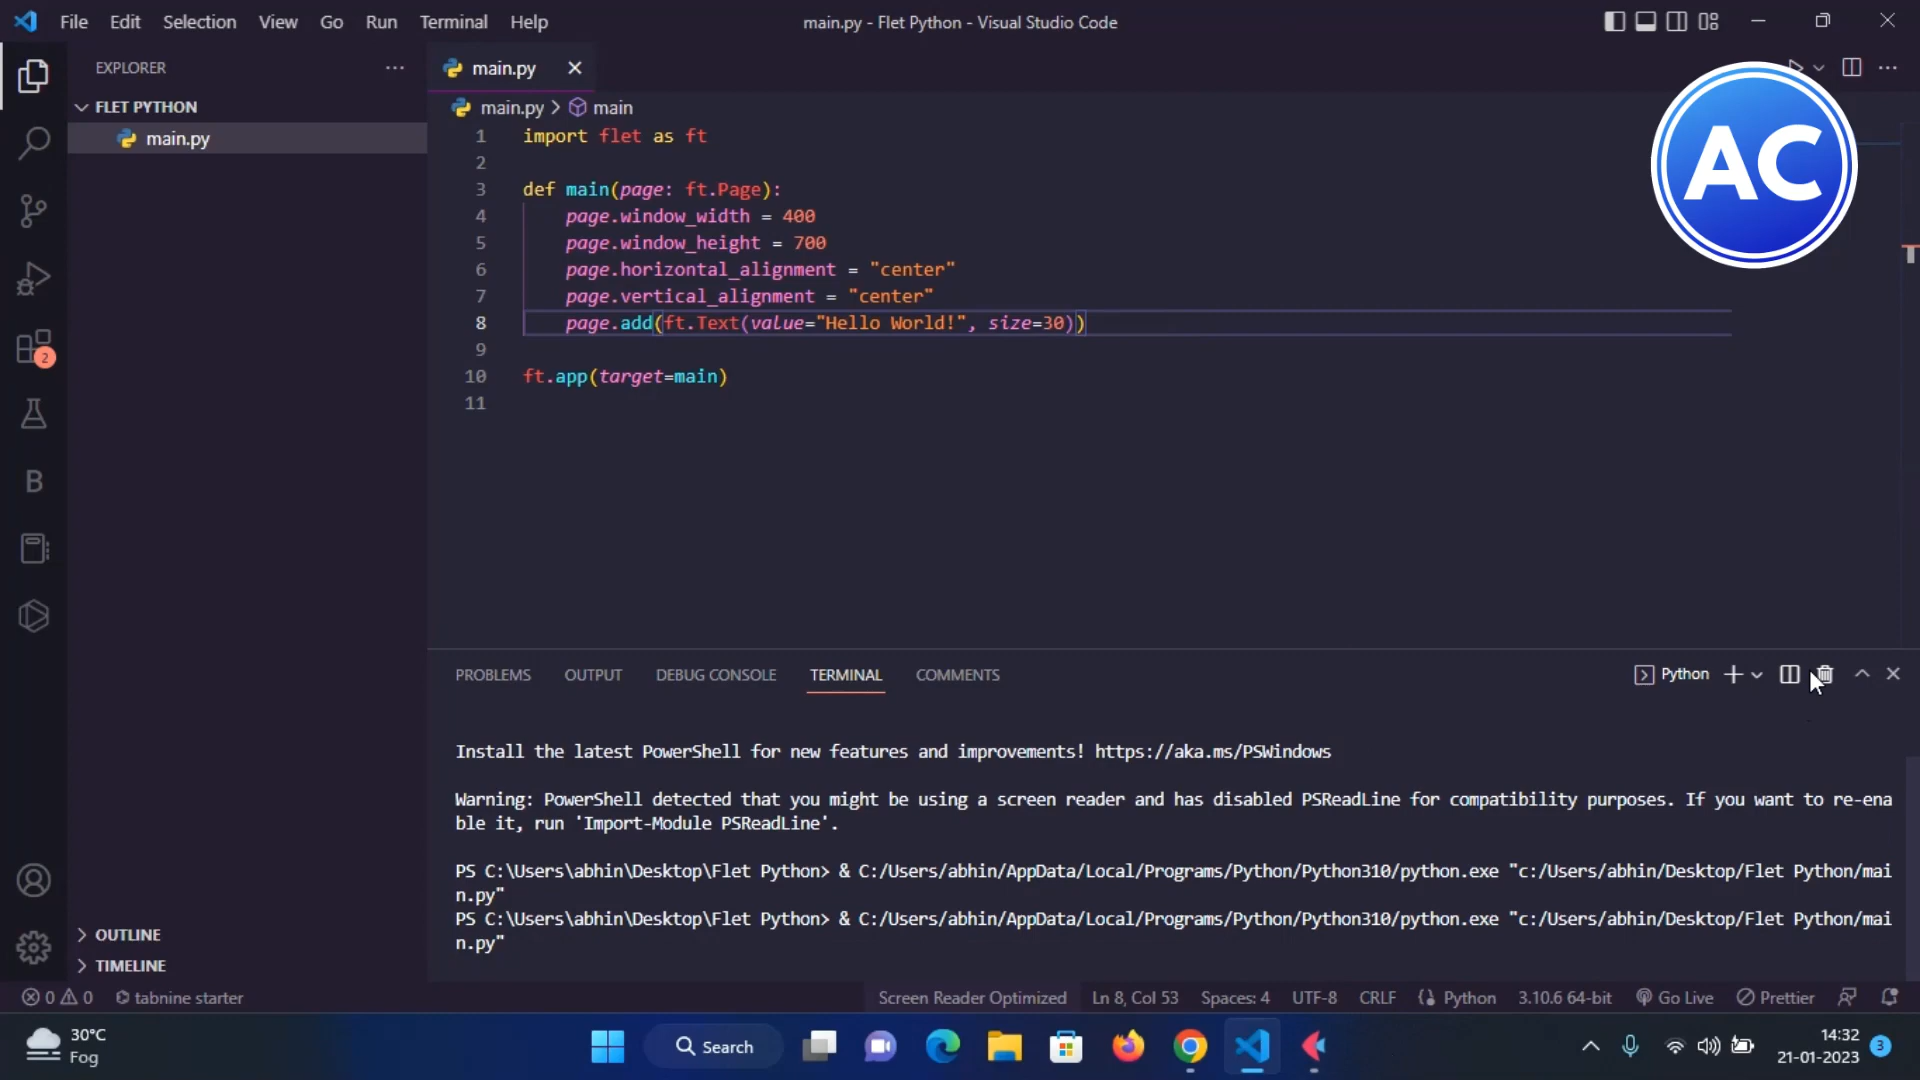 File Edit Selection View Go Run Terminal Help
main.py - Flet Python - Visual Studio Code
EXPLORER
FLET PYTHON
main.py
main.py
main.py > main
AC
1 import flet as ft
2
3 def main(page: ft.Page):
4 page.window_width = 400
5 page.window_height = 700
6 page.horizontal_alignment = "center"
7 page.vertical_alignment = "center"
8 page.add(ft.Text(value="Hello World!", size=30))
9
10 ft.app(target=main)
11
2
B
OUTLINE
TIMELINE
PROBLEMS OUTPUT DEBUG CONSOLE TERMINAL COMMENTS
Python
Install the latest PowerShell for new features and improvements! https://aka.ms/PSWindows
Warning: PowerShell detected that you might be using a screen reader and has disabled PSReadLine for compatibility purposes. If you want to re-ena
ble it, run 'Import-Module PSReadLine'.
PS C:\Users\abhin\Desktop\Flet Python> & C:/Users/abhin/AppData/Local/Programs/Python/Python310/python.exe "c:/Users/abhin/Desktop/Flet Python/mai
n.py"
PS C:\Users\abhin\Desktop\Flet Python> & C:/Users/abhin/AppData/Local/Programs/Python/Python310/python.exe "c:/Users/abhin/Desktop/Flet Python/mai
n.py"
0 0 tabnine starter
Screen Reader Optimized Ln 8, Col 53 Spaces: 4 UTF-8 CRLF Python 3.10.6 64-bit Go Live Prettier
30°C
Fog
Search
14:32
21-01-2023
3